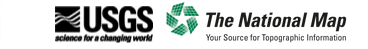 USGS
science for a changing world
The National Map
Your Source for Topographic Information